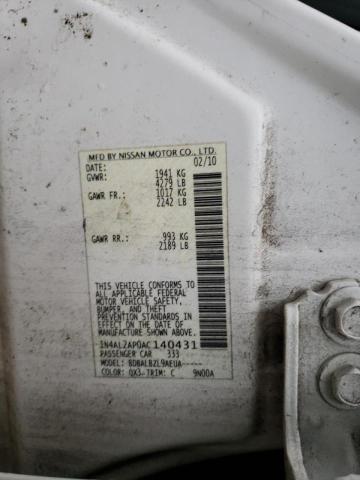 MFD BY NISSAN MOTOR CO., LTD.
DATE: 02/10
GVWR: 1941 KG
4279 LB
GAWR FR.: 1017 KG
2242 LB
GAWR RR.: 993 KG
2189 LB
THIS VEHICLE CONFORMS TO
ALL APPLICABLE FEDERAL
MOTOR VEHICLE SAFETY,
BUMPER, AND THEFT
PREVENTION STANDARDS IN
EFFECT ON THE DATE OF
MANUFACTURE SHOWN ABOVE.
1N4AL2AP0AC140431
PASSENGER CAR 333
MODEL: BDBALBZL9AEUA------
COLOR: QX3-TRIM: C 9N00A